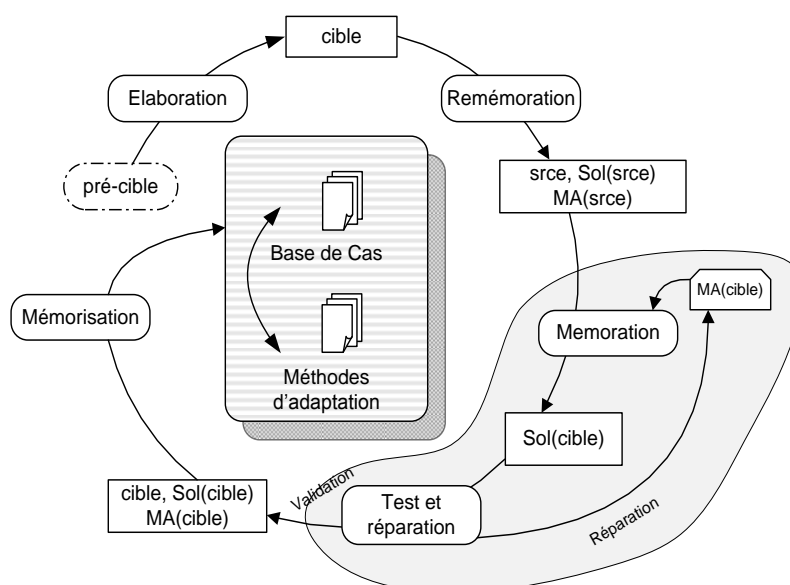 cible
Elaboration
Remémoration
pré-cible
srce, Sol(srce)
MA(srce)
Base de Cas
Mémorisation
Méthodes
d'adaptation
MA(cible)
Memoration
Sol(cible)
cible, Sol(cible)
MA(cible)
Validation
Test et
réparation
Réparation